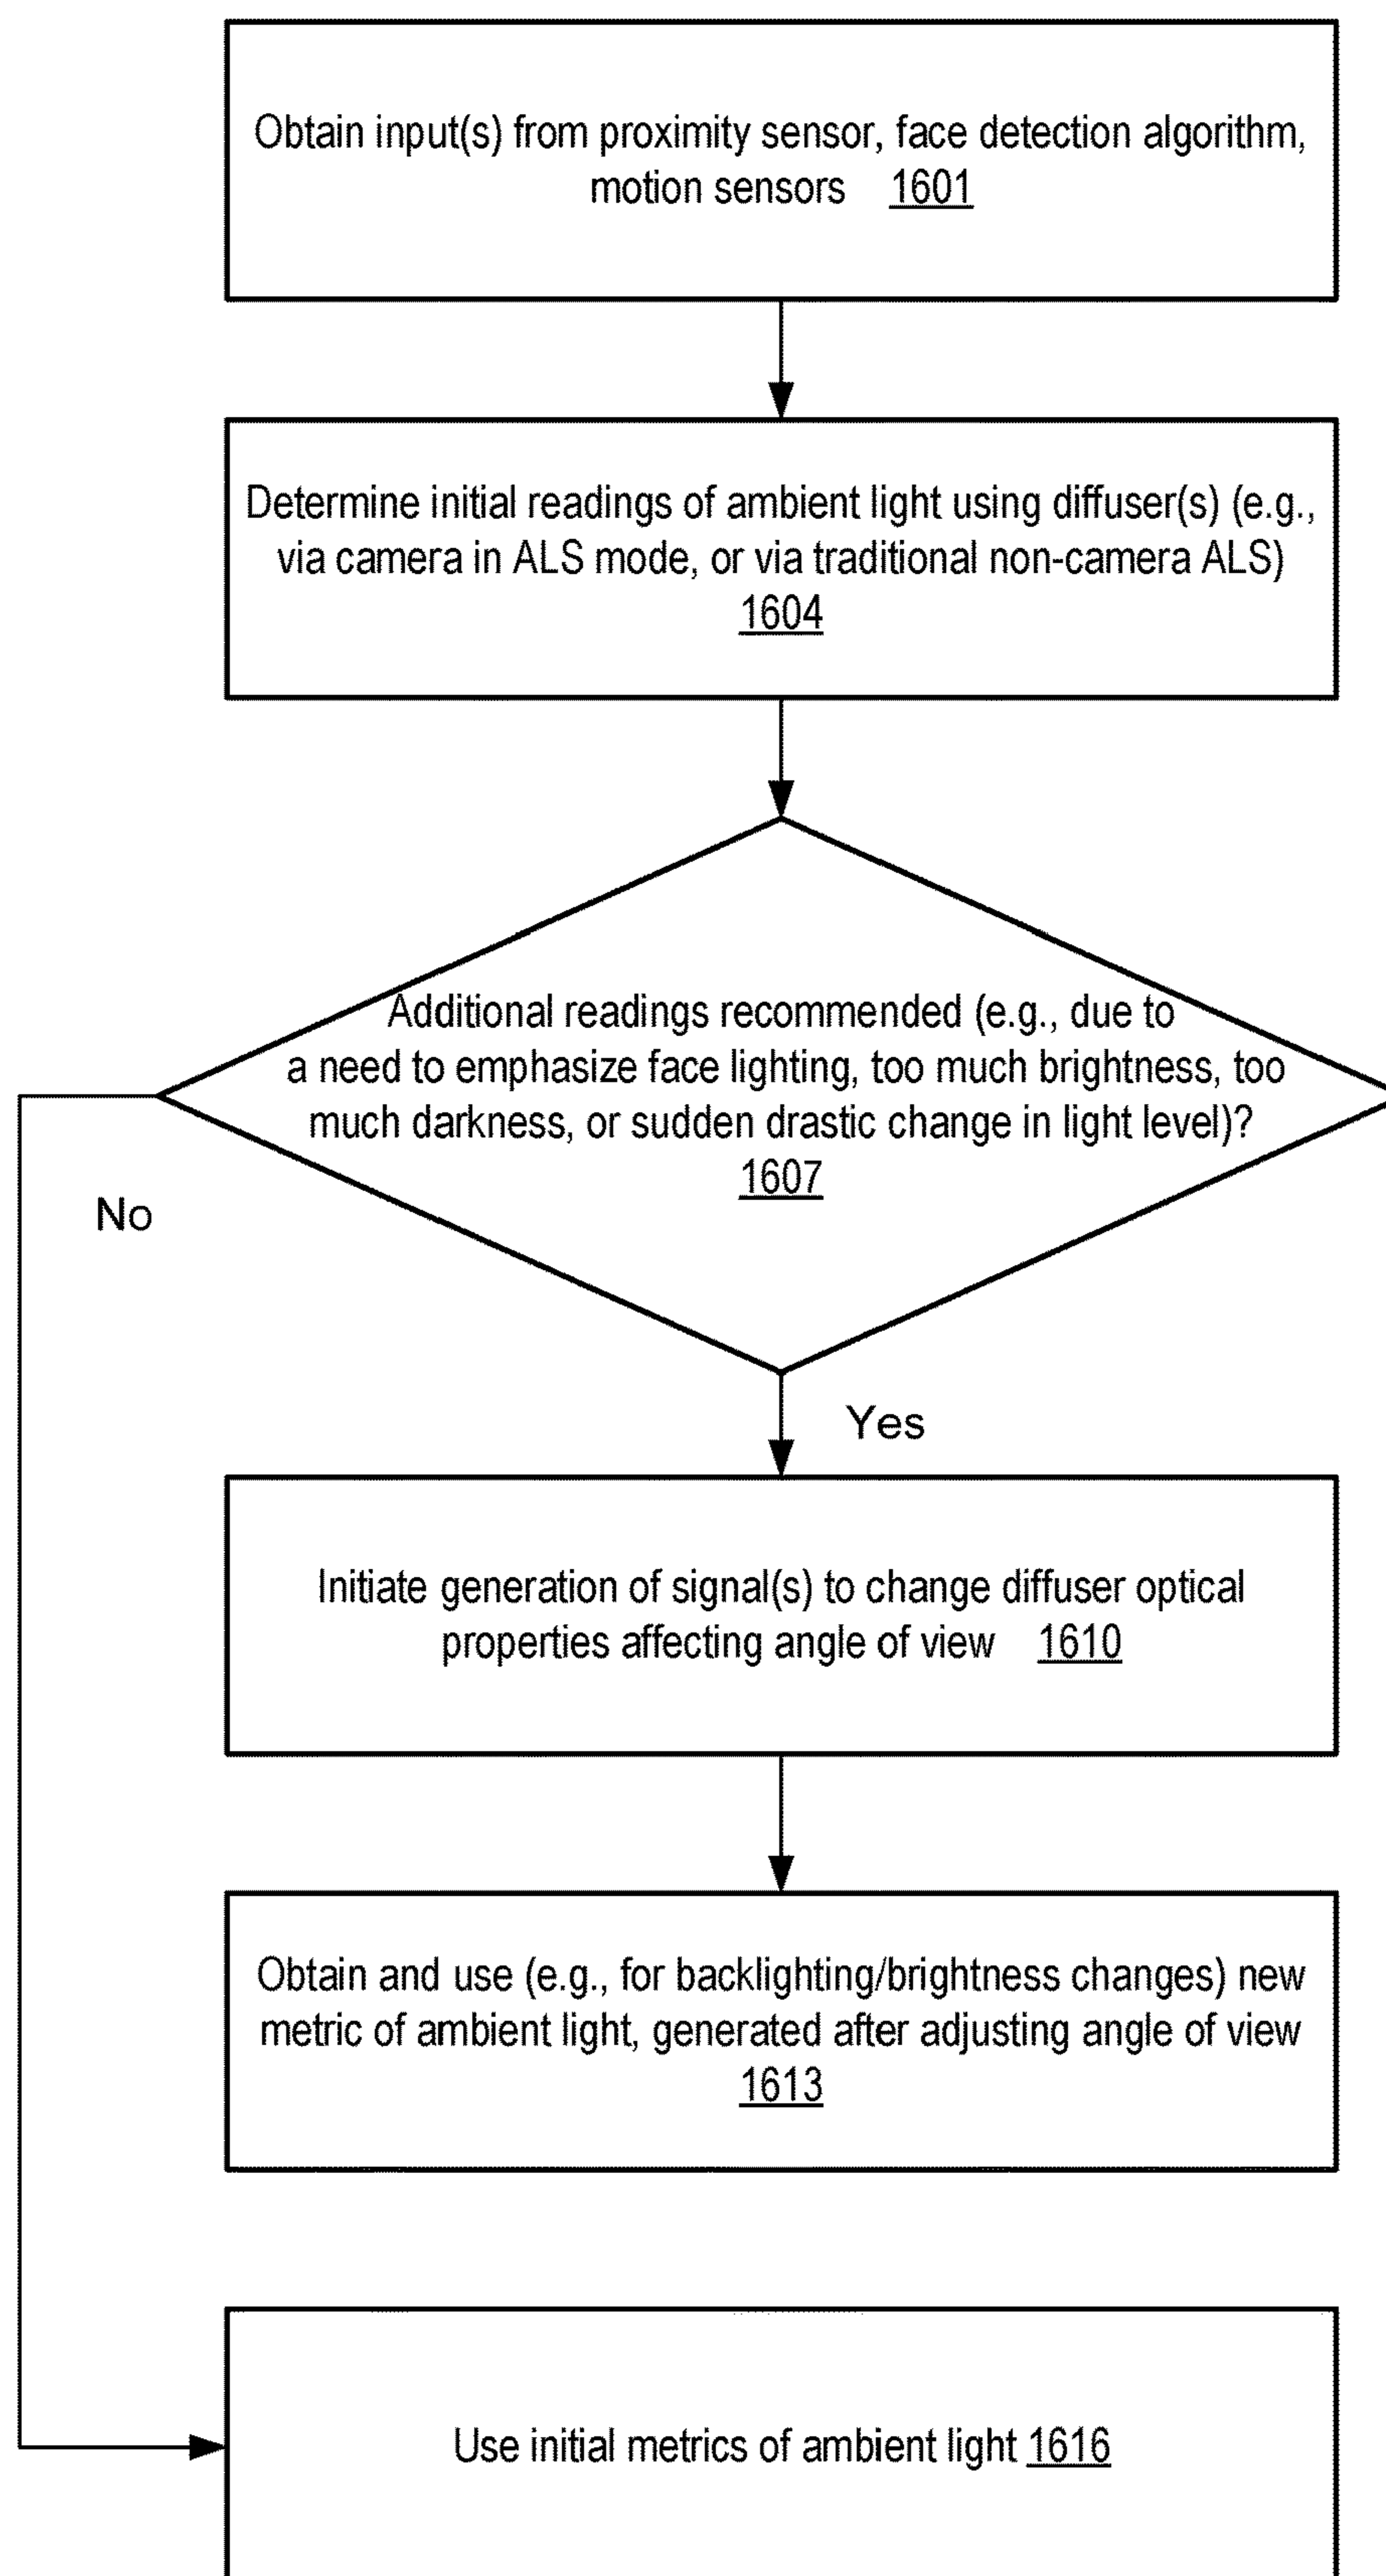 Obtain input(s) from proximity sensor, face detection algorithm,
motion sensors 1601
Determine initial readings of ambient light using diffuser(s) (e.g.,
via camera in ALS mode, or via traditional non-camera ALS)
1604
Additional readings recommended (e.g., due to
a need to emphasize face lighting, too much brightness, too
much darkness, or sudden drastic change in light level)?
1607
No
Yes
Initiate generation of signal(s) to change diffuser optical
properties affecting angle of view 1610
Obtain and use (e.g., for backlighting/brightness changes) new
metric of ambient light, generated after adjusting angle of view
1613
Use initial metrics of ambient light 1616